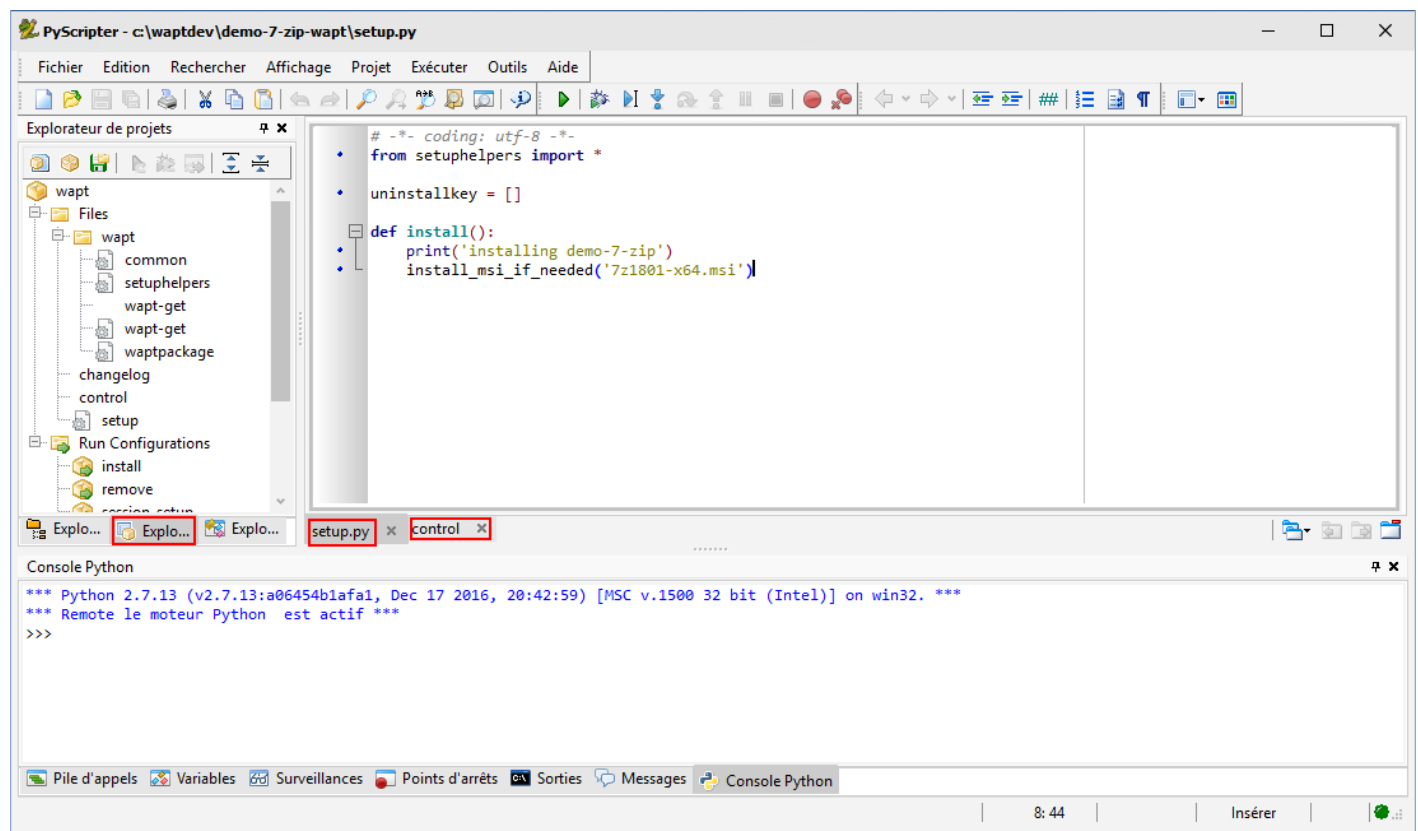 PyScripter - c:\waptdev\demo-7-zip-wapt\setup.py
Fichier Edition Rechercher Affichage Projet Exécuter Outils Aide
Explorateur de projets
wapt
Files
wapt
common
setuphelpers
wapt-get
wapt-get
waptpackage
changelog
control
setup
Run Configurations
install
remove
session-setup
Explo... Explo... Explo...
# -*- coding: utf-8 -*-
from setuphelpers import *
uninstallkey = []
def install():
print('installing demo-7-zip')
install_msi_if_needed('7z1801-x64.msi')
setup.py control
Console Python
*** Python 2.7.13 (v2.7.13:a06454b1afa1, Dec 17 2016, 20:42:59) [MSC v.1500 32 bit (Intel)] on win32. ***
*** Remote le moteur Python  est actif ***
>>>
Pile d'appels Variables Surveillances Points d'arrêts Sorties Messages Console Python
8: 44 Insérer